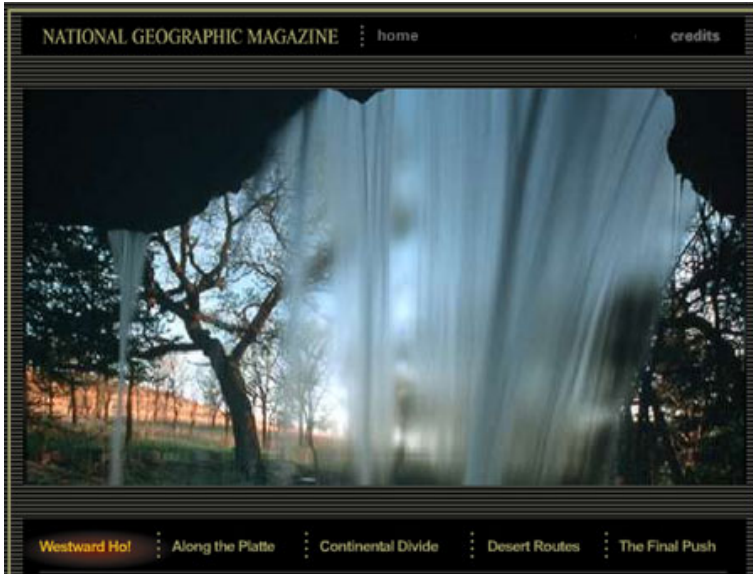 NATIONAL GEOGRAPHIC MAGAZINE home credits
Westward Ho! Along the Platte Continental Divide Desert Routes The Final Push